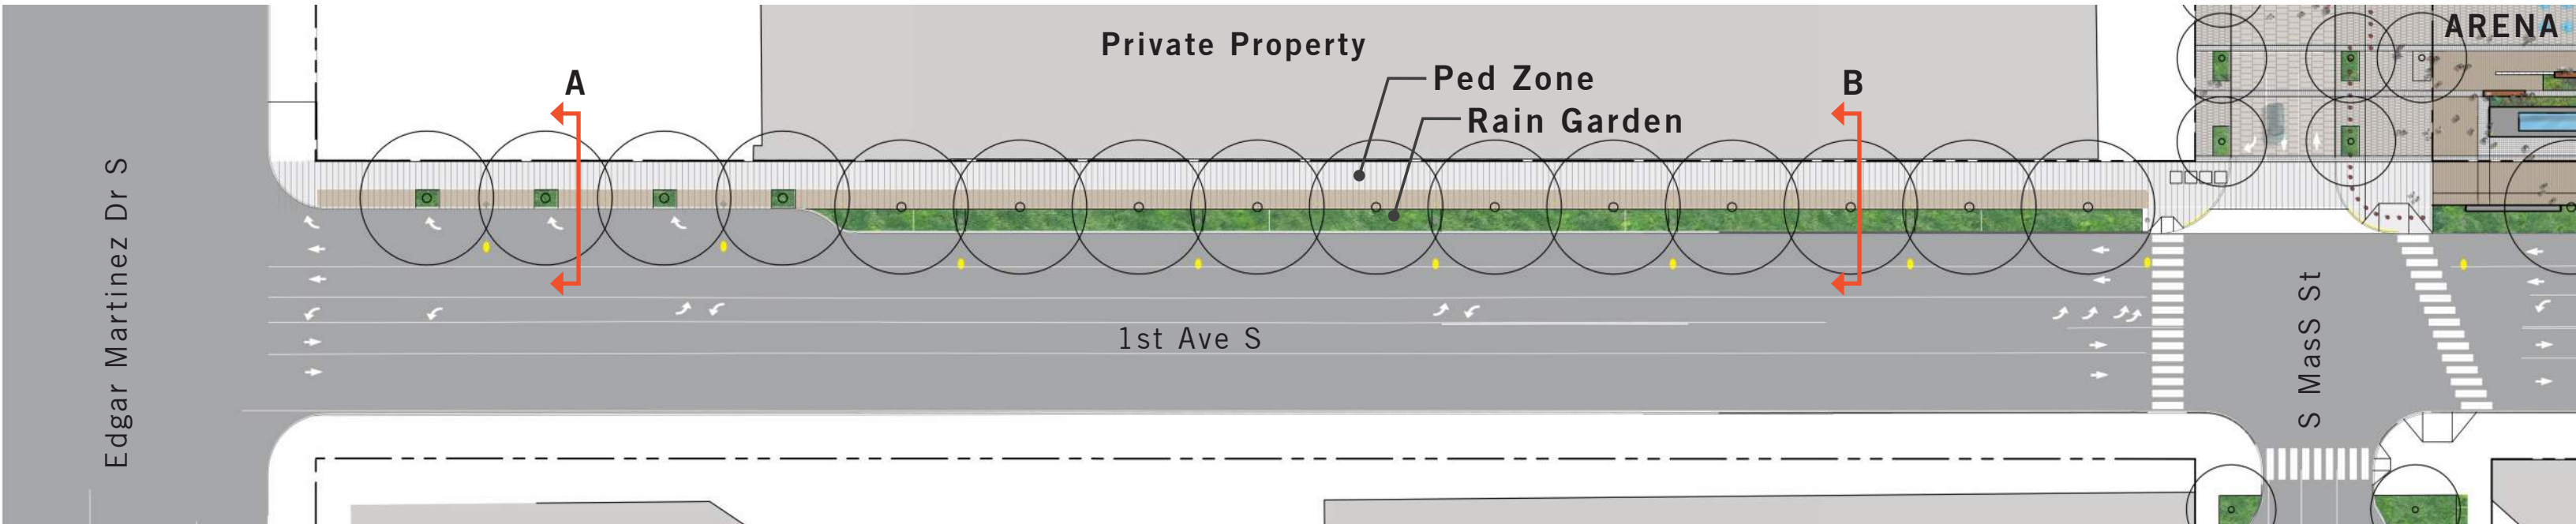 ARENA
Private Property
Ped Zone
Rain Garden
A
B
Edgar Martinez Dr S
1st Ave S
S MasS St